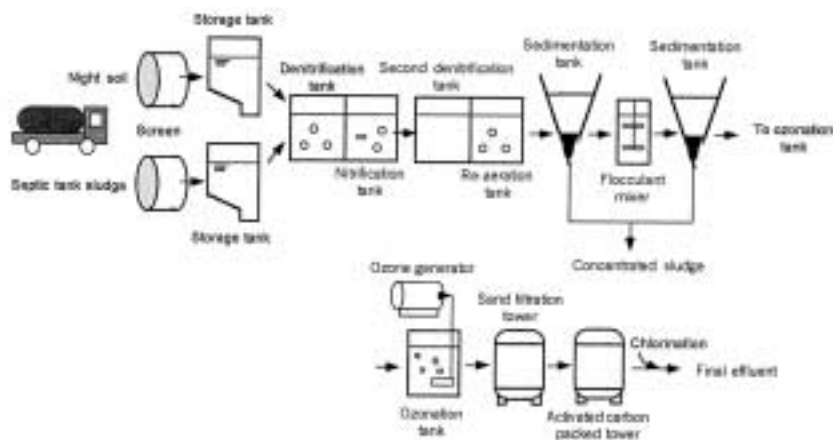 Storage tank
Night soil
Screen
Septic tank sludge
Storage tank
Denitrification
tank
Nitrification
tank
Second denitrification
tank
Re-aeration
tank
Sedimentation
tank
Flocculant
mixer
Sedimentation
tank
To ozonation
tank
Concentrated sludge
Ozone generator
Ozonation
tank
Sand filtration
tower
Activated carbon
packed tower
Chlorination
Final effluent